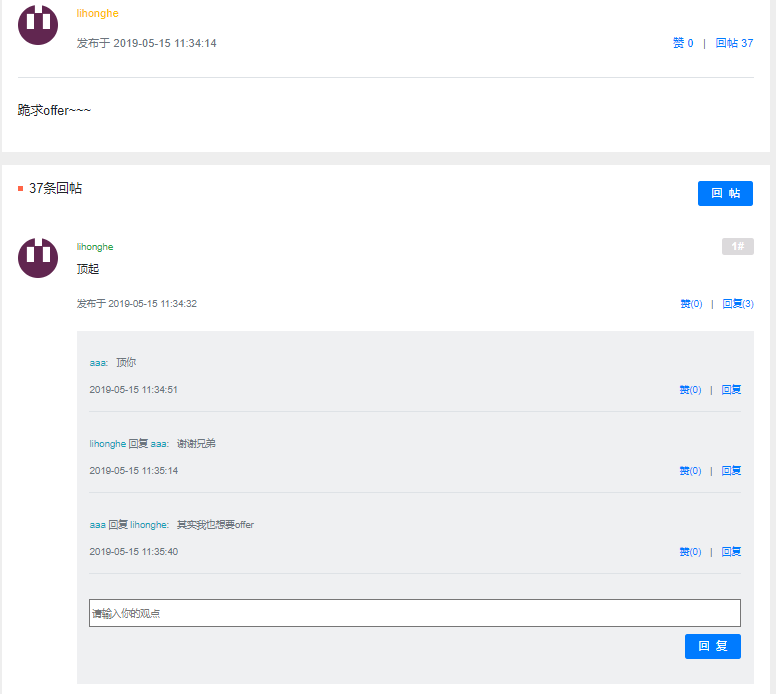 lihonghe
发布于 2019-05-15 11:34:14 赞 0 | 回帖 37
跪求offer~~~
37条回帖 回 帖
lihonghe 1#
顶起
发布于 2019-05-15 11:34:32 赞(0) | 回复(3)
aaa: 顶你
2019-05-15 11:34:51 赞(0) | 回复
lihonghe 回复 aaa: 谢谢兄弟
2019-05-15 11:35:14 赞(0) | 回复
aaa 回复 lihonghe: 其实我也想要offer
2019-05-15 11:35:40 赞(0) | 回复
请输入你的观点
回 复